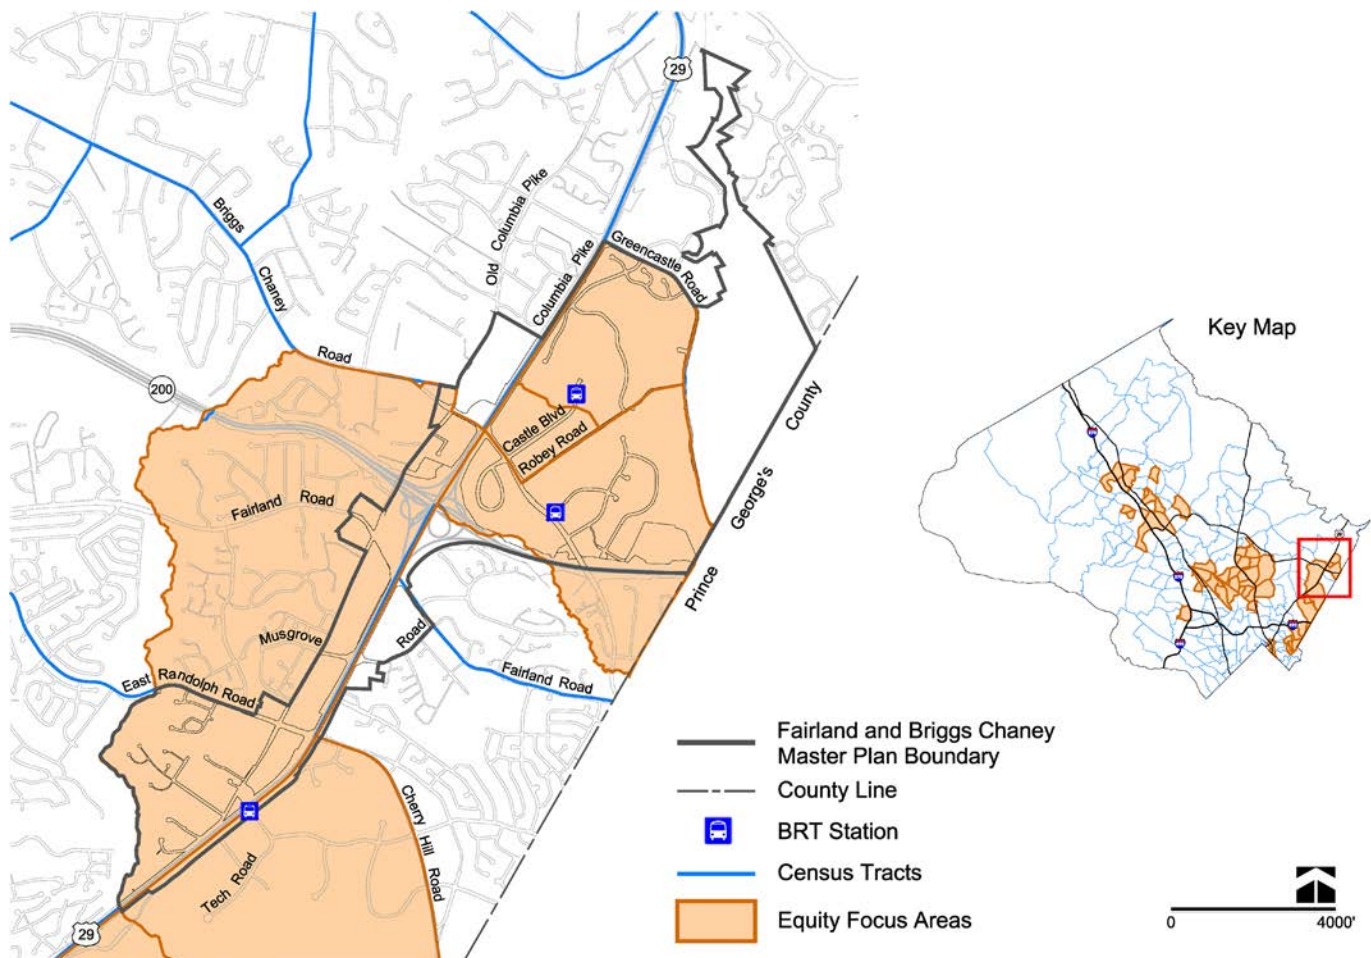 29
Old Columbia Pike
Columbia Pike
Greencastle Road
Briggs
Chaney
Road
200
Castle Blvd
Robey Road
Fairland Road
Prince George's County
Musgrove
Road
Fairland Road
East Randolph Road
Cherry Hill Road
Tech Road
29
Key Map
Fairland and Briggs Chaney
Master Plan Boundary
County Line
BRT Station
Census Tracts
Equity Focus Areas
0 4000'